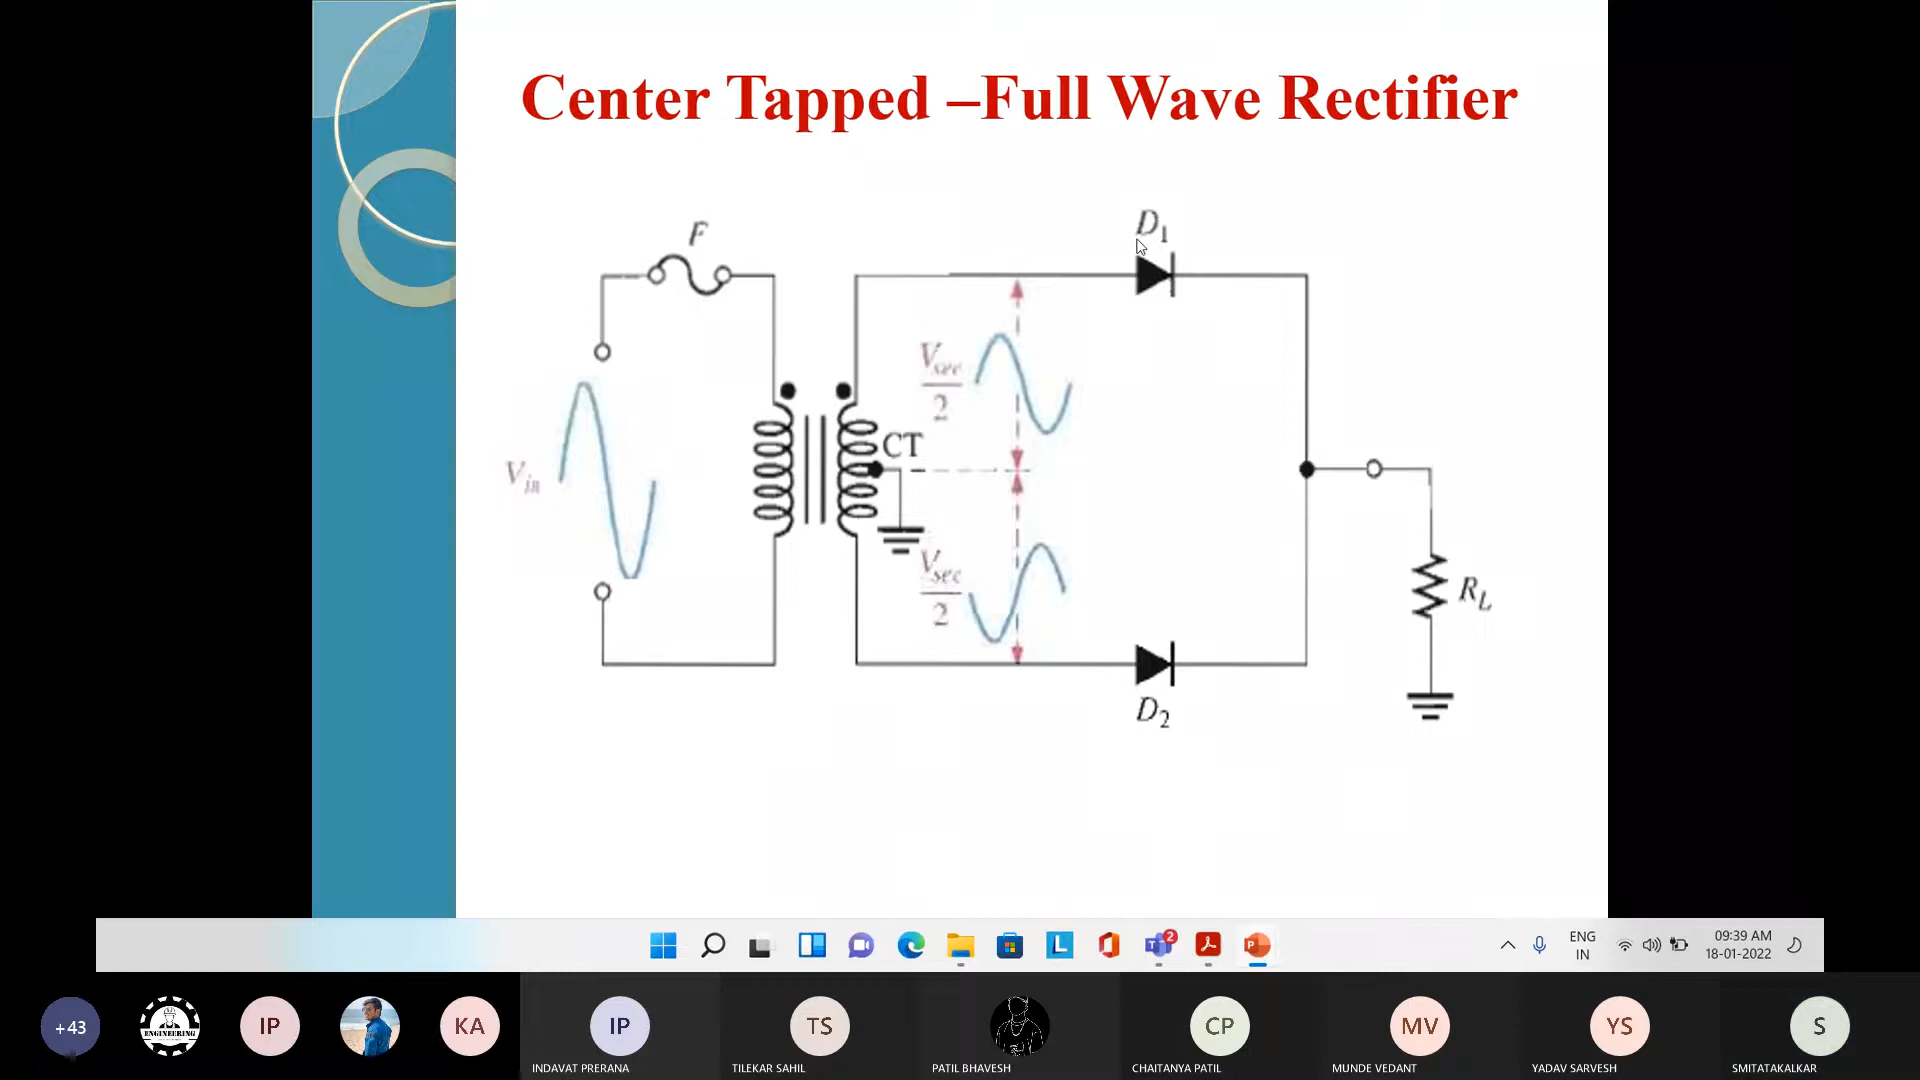 Center Tapped –Full Wave Rectifier
F
D1
Vsec
2
CT
Vin
Vsec
2
RL
D2
2
ENG
IN
09:39 AM
18-01-2022
+43
ENGINEERING
IP
KA
IP
TS
CP
MV
YS
S
INDAVAT PRERANA
TILEKAR SAHIL
PATIL BHAVESH
CHAITANYA PATIL
MUNDE VEDANT
YADAV SARVESH
SMITATAKALKAR